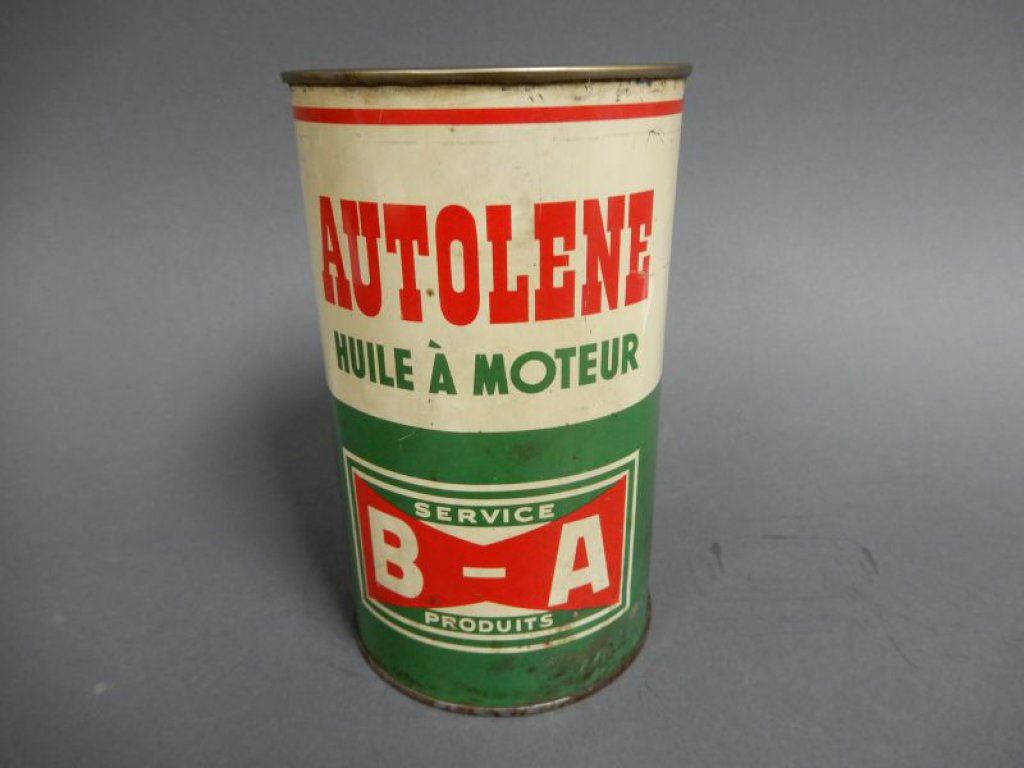 AUTOLENE
HUILE À MOTEUR
SERVICE
B - A
PRODUITS